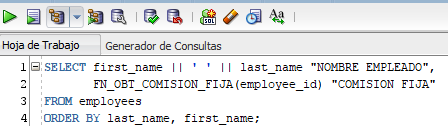 Hoja de Trabajo Generador de Consultas
1 SELECT first_name || ' ' || last_name "NOMBRE EMPLEADO",
2 FN_OBT_COMISION_FIJA(employee_id) "COMISION FIJA"
3 FROM employees
4 ORDER BY last_name, first_name;